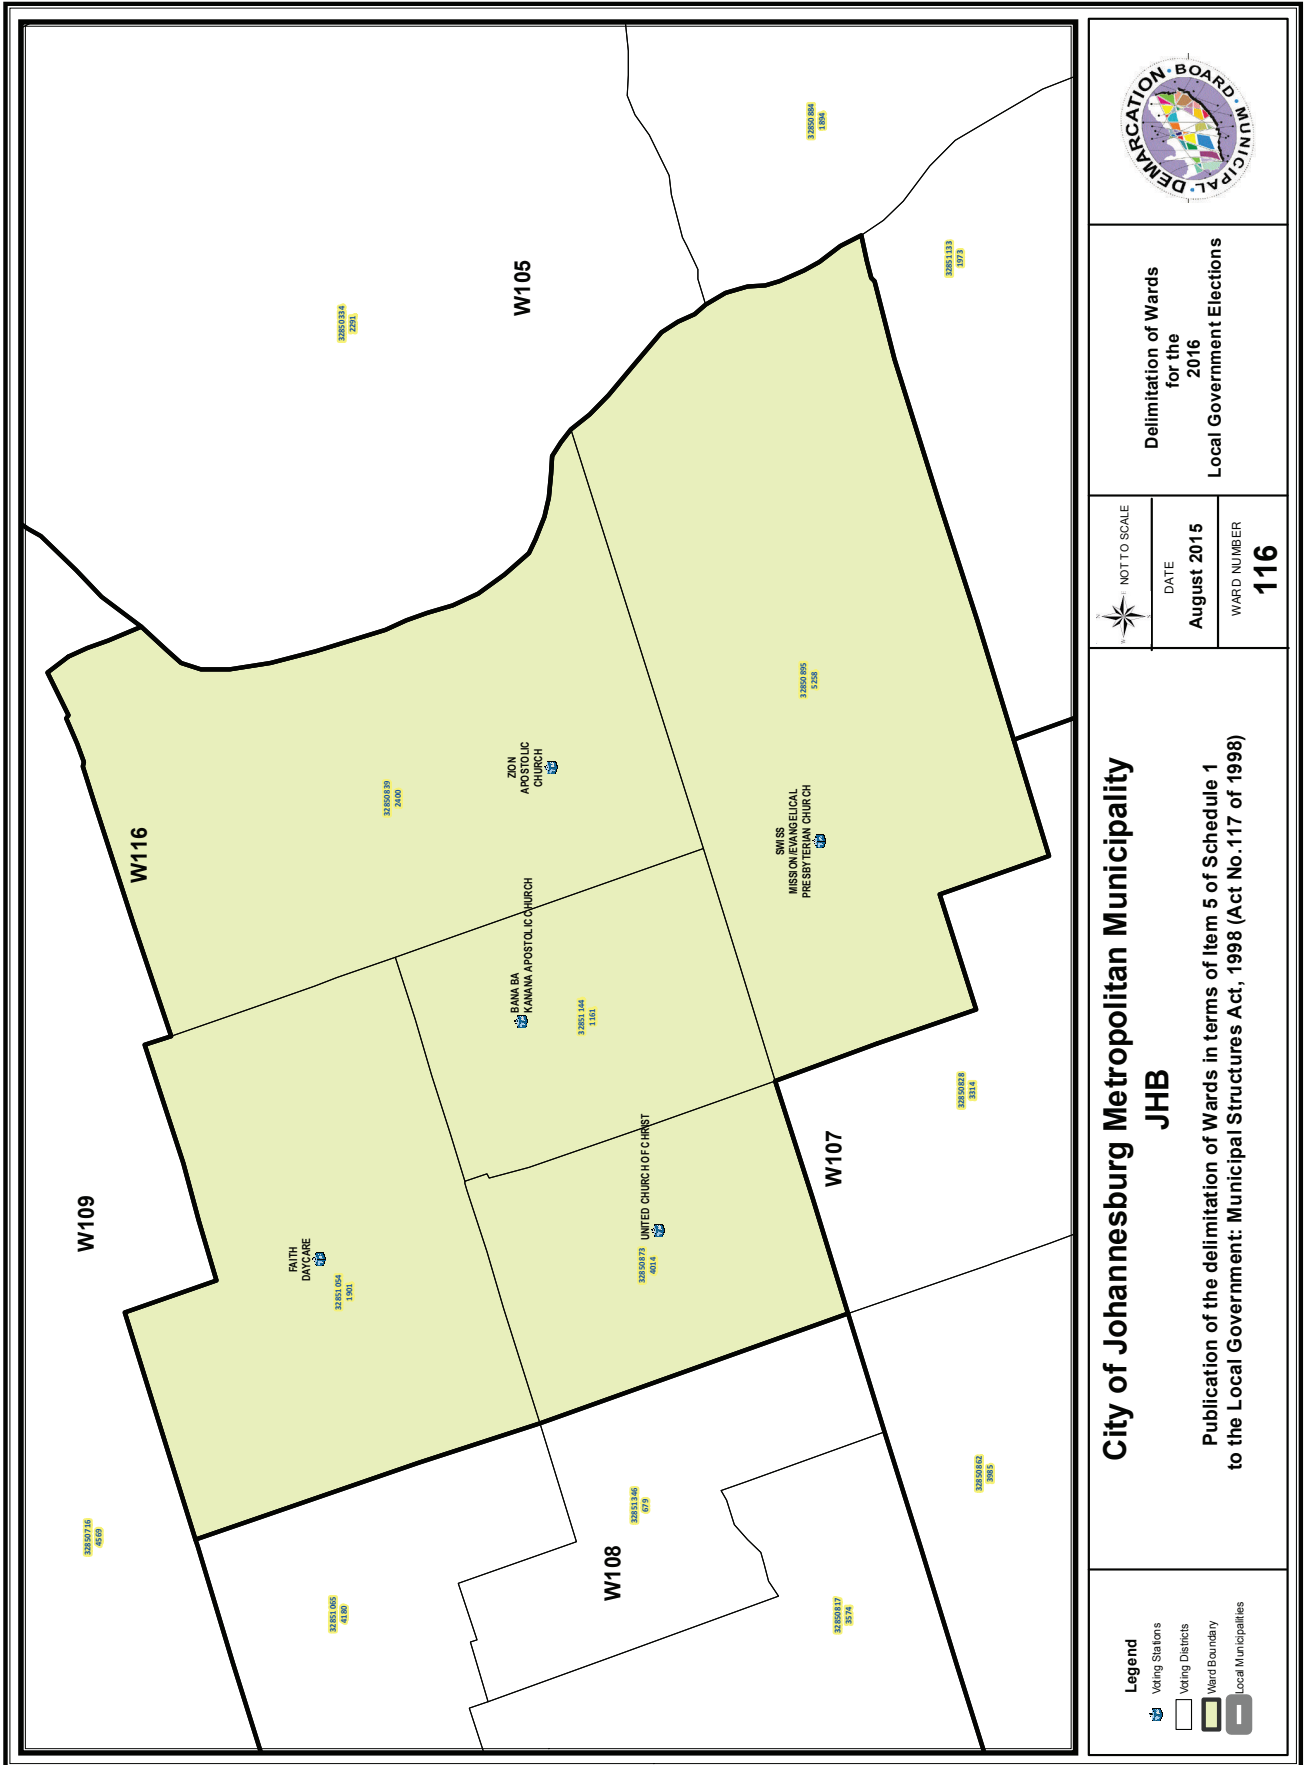 W109
W116
W105
W107
W108
32850716
4569
32851065
4180
32851346
679
32850817
3574
32850862
3985
32850828
3314
32850334
2291
32850884
1894
32851133
1973
FAITH
DAYCARE
32851054
1901
UNITED CHURCH OF CHRIST
32850873
4014
BANA BA
KANANA APOSTOLIC CHURCH
32851144
1161
ZION
APOSTOLIC
CHURCH
32850839
2400
SWISS
MISSION/EVANGELICAL
PRESBYTERIAN CHURCH
32850895
5258
Legend
Voting Stations
Voting Districts
Ward Boundary
Local Municipalities
City of Johannesburg Metropolitan Municipality
JHB
Publication of the delimitation of Wards in terms of Item 5 of Schedule 1
to the Local Government: Municipal Structures Act, 1998 (Act No.117 of 1998)
NOT TO SCALE
DATE
August 2015
WARD NUMBER
116
Delimitation of Wards
for the
2016
Local Government Elections
MUNICIPAL DEMARCATION BOARD